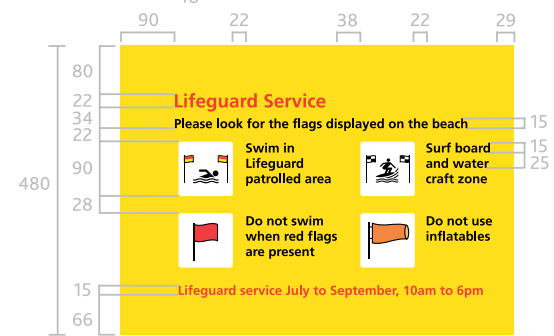 90 22 38 22 29
80
22
34
22
90
28
480
15
66
15
15
25
Lifeguard Service
Please look for the flags displayed on the beach
Swim in
Lifeguard
patrolled area
Surf board
and water
craft zone
Do not swim
when red flags
are present
Do not use
inflatables
Lifeguard service July to September, 10am to 6pm